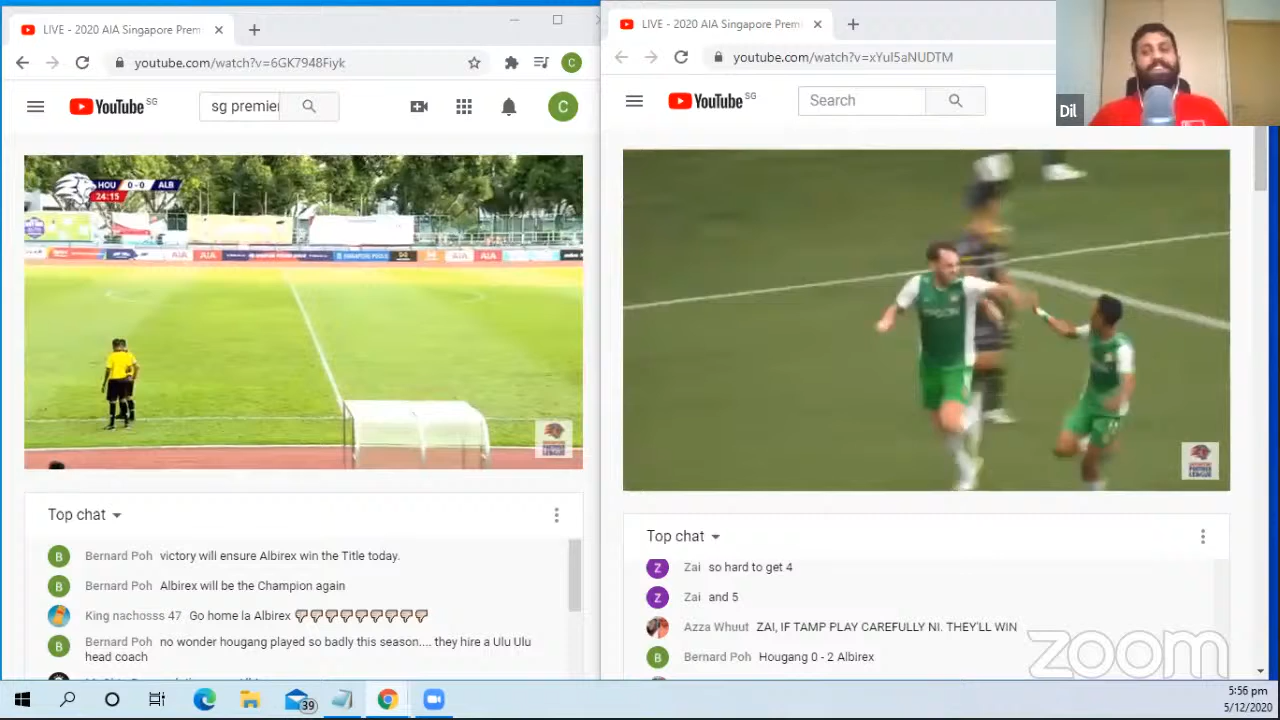 LIVE - 2020 AIA Singapore Prem
youtube.com/watch?v=6GK7948Fiyk
YouTube SG
sg premie
C
C
HOU 0-0 ALB
24:15
AIA
AIA
AIA
Top chat
B Bernard Poh victory will ensure Albirex win the Title today.
B Bernard Poh Albirex will be the Champion again
King nachosss 47 Go home la Albirex 👎👎👎👎👎👎👎👎👎
B Bernard Poh no wonder hougang played so badly this season.... they hire a Ulu Ulu
head coach
LIVE - 2020 AIA Singapore Premi
youtube.com/watch?v=xYuI5aNUDTM
YouTube SG
Search
Dil
Top chat
Z Zai so hard to get 4
Z Zai and 5
Azza Whuut ZAI, IF TAMP PLAY CAREFULLY NI. THEY'LL WIN
B Bernard Poh Hougang 0 - 2 Albirex
zoom
39
5:56 pm
5/12/2020